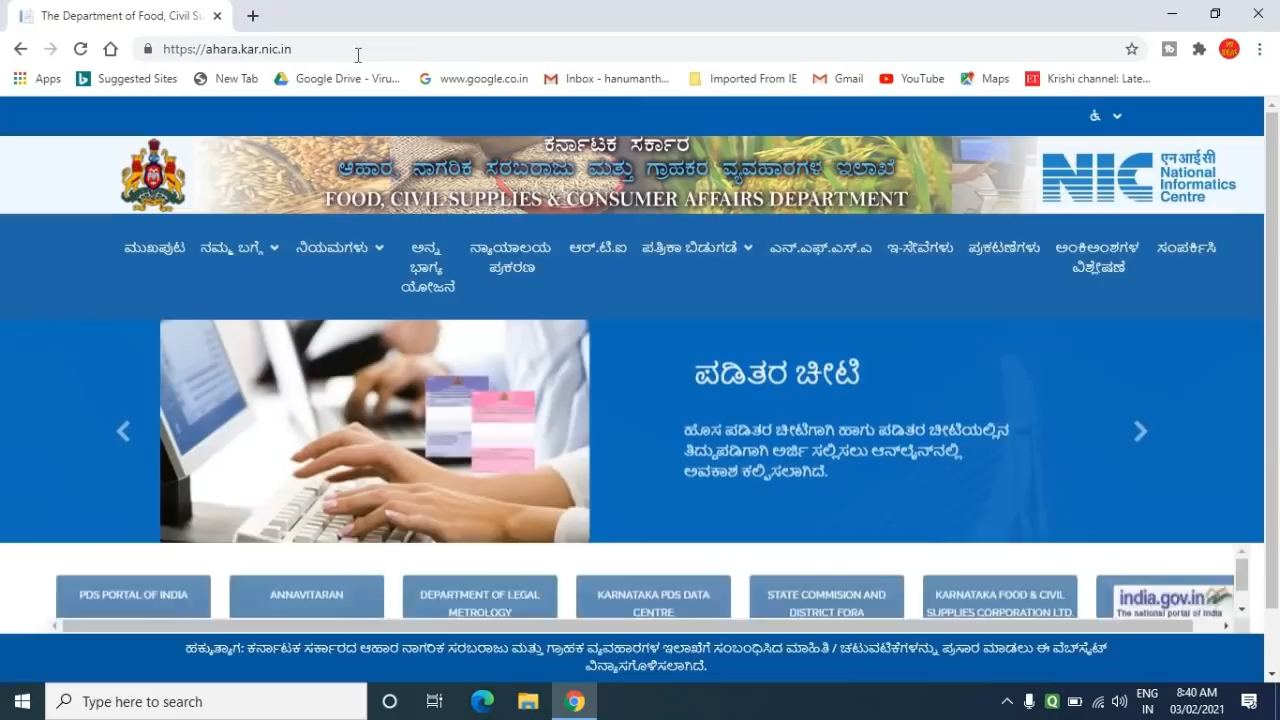 The Department of Food, Civil Su
https://ahara.kar.nic.in
Apps
Suggested Sites
New Tab
Google Drive - Viru...
www.google.co.in
Inbox - hanumanth...
Imported From IE
Gmail
YouTube
Maps
Krishi channel: Late...
ಕರ್ನಾಟಕ ಸರ್ಕಾರ
ಆಹಾರ, ನಾಗರಿಕ ಸರಬರಾಜು ಮತ್ತು ಗ್ರಾಹಕರ ವ್ಯವಹಾರಗಳ ಇಲಾಖೆ
FOOD, CIVIL SUPPLIES & CONSUMER AFFAIRS DEPARTMENT
NIC
एन आई सी
National
Informatics
Centre
ಮುಖಪುಟ
ನಮ್ಮ ಬಗ್ಗೆ
ನಿಯಮಗಳು
ಅನ್ನ
ಭಾಗ್ಯ
ಯೋಜನೆ
ನ್ಯಾಯಾಲಯ
ಪ್ರಕರಣ
ಆರ್.ಟಿ.ಐ
ಪತ್ರಿಕಾ ಬಿಡುಗಡೆ
ಎನ್.ಎಫ್.ಎಸ್.ಎ
ಇ-ಸೇವೆಗಳು
ಪ್ರಕಟಣೆಗಳು
ಅಂಕಿಅಂಶಗಳ
ವಿಶ್ಲೇಷಣೆ
ಸಂಪರ್ಕಿಸಿ
ಪಡಿತರ ಚೀಟಿ
ಹೊಸ ಪಡಿತರ ಚೀಟಿಗಾಗಿ ಹಾಗು ಪಡಿತರ ಚೀಟಿಯಲ್ಲಿನ
ತಿದ್ದುಪಡಿಗಾಗಿ ಅರ್ಜಿ ಸಲ್ಲಿಸಲು ಆನ್‌ಲೈನ್‌ನಲ್ಲಿ
ಅವಕಾಶ ಕಲ್ಪಿಸಲಾಗಿದೆ.
PDS PORTAL OF INDIA
ANNAVITARAN
DEPARTMENT OF LEGAL
METROLOGY
KARNATAKA PDS DATA
CENTRE
STATE COMMISION AND
DISTRICT FORA
KARNATAKA FOOD & CIVIL
SUPPLIES CORPORATION LTD.
india.gov.in
The national portal of India
ಹಕ್ಕುತ್ಯಾಗ: ಕರ್ನಾಟಕ ಸರ್ಕಾರದ ಆಹಾರ ನಾಗರಿಕ ಸರಬರಾಜು ಮತ್ತು ಗ್ರಾಹಕ ವ್ಯವಹಾರಗಳ ಇಲಾಖೆಗೆ ಸಂಬಂಧಿಸಿದ ಮಾಹಿತಿ / ಚಟುವಟಿಕೆಗಳನ್ನು ಪ್ರಸಾರ ಮಾಡಲು ಈ ವೆಬ್‌ಸೈಟ್
ವಿನ್ಯಾಸಗೊಳಿಸಲಾಗಿದೆ.
Type here to search
ENG
IN
8:40 AM
03/02/2021